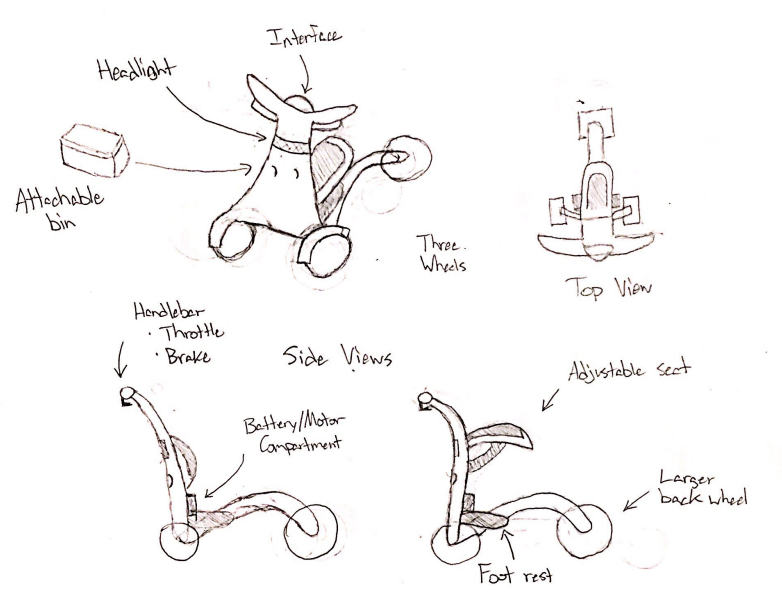 Interface
Headlight
Attachable
bin
Three
Wheels
Top View
Handlebar
· Throttle
· Brake
Side Views
Adjustable seat
Battery/Motor
Compartment
Larger
back wheel
Foot rest